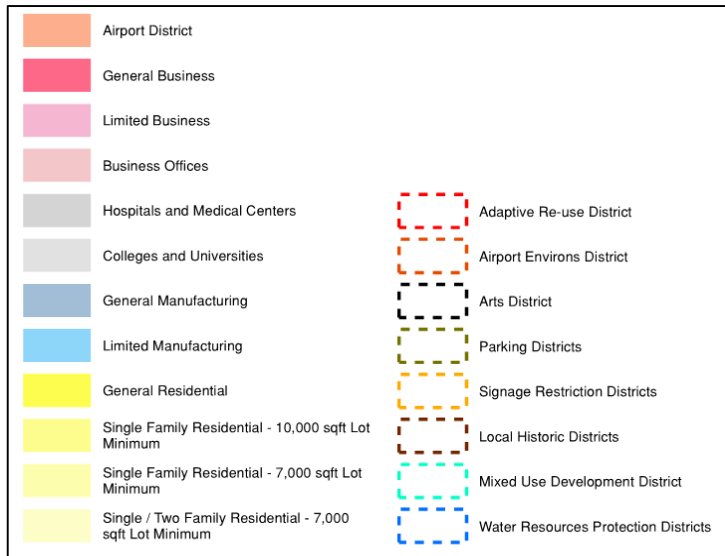 Airport District
General Business
Limited Business
Business Offices
Hospitals and Medical Centers
Colleges and Universities
General Manufacturing
Limited Manufacturing
General Residential
Single Family Residential - 10,000 sqft Lot
Minimum
Single Family Residential - 7,000 sqft Lot
Minimum
Single / Two Family Residential - 7,000
sqft Lot Minimum
Adaptive Re-use District
Airport Environs District
Arts District
Parking Districts
Signage Restriction Districts
Local Historic Districts
Mixed Use Development District
Water Resources Protection Districts